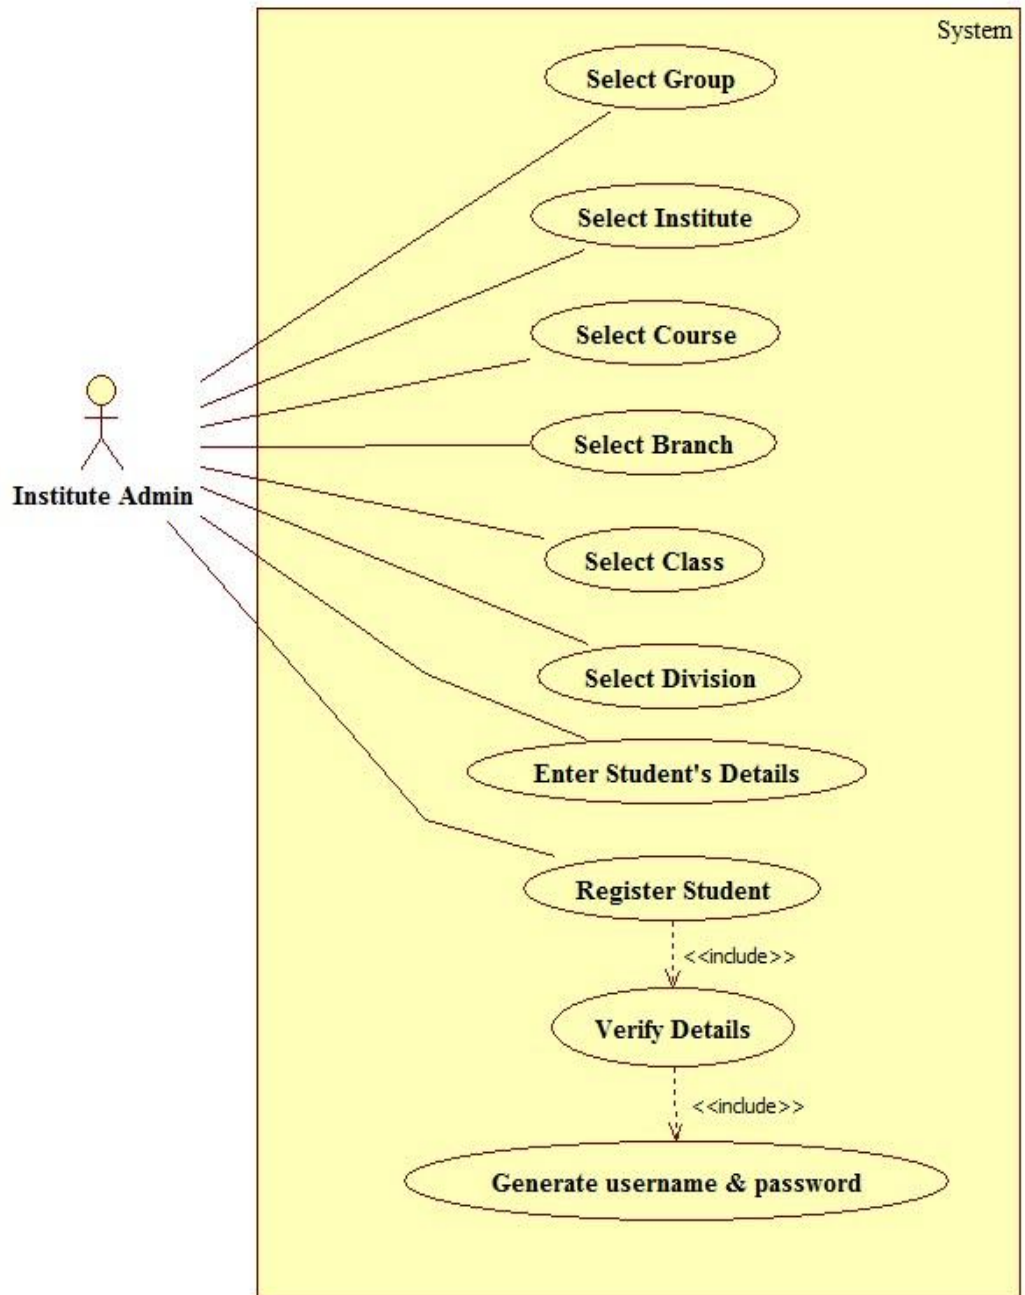 System
Select Group
Select Institute
Select Course
Select Branch
Institute Admin
Select Class
Select Division
Enter Student's Details
Register Student
<<include>>
Verify Details
<<include>>
Generate username & password